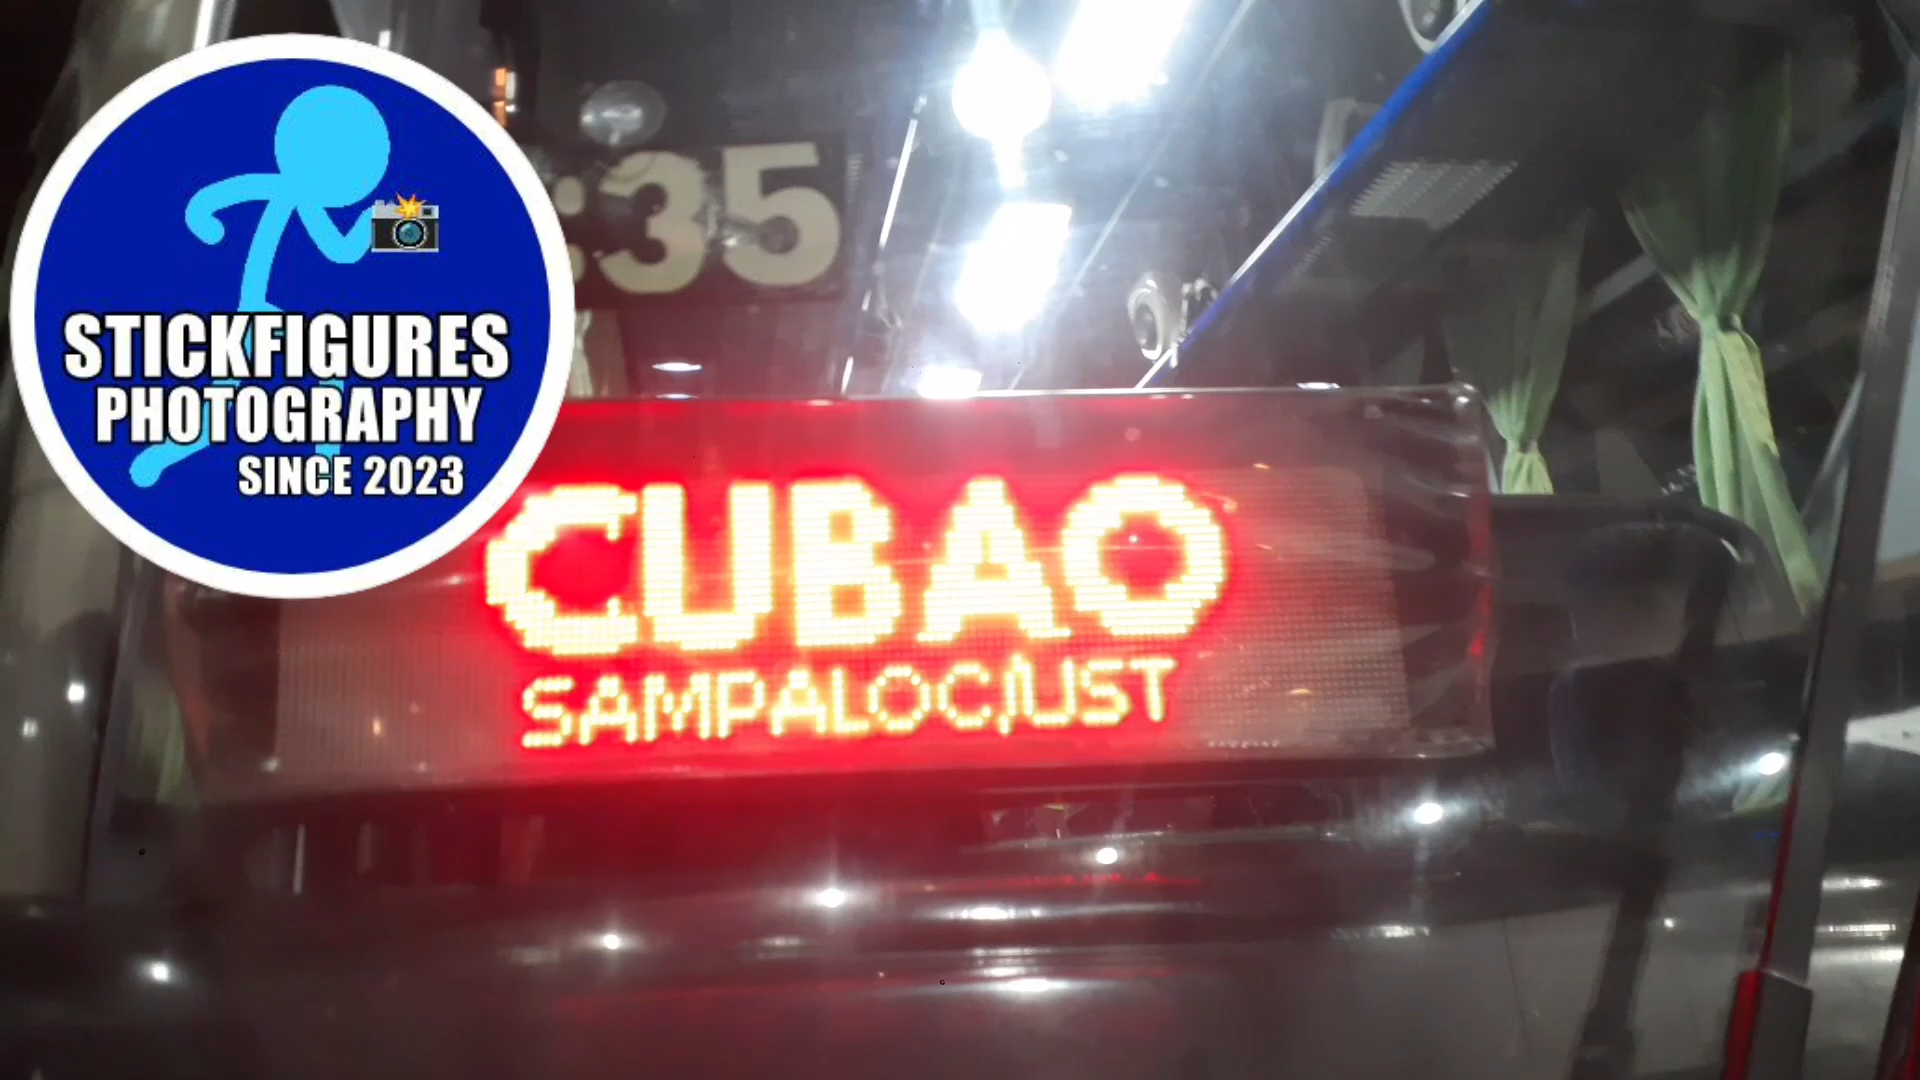 :35
STICKFIGURES
PHOTOGRAPHY
SINCE 2023
CUBAO
SAMPALOC/UST